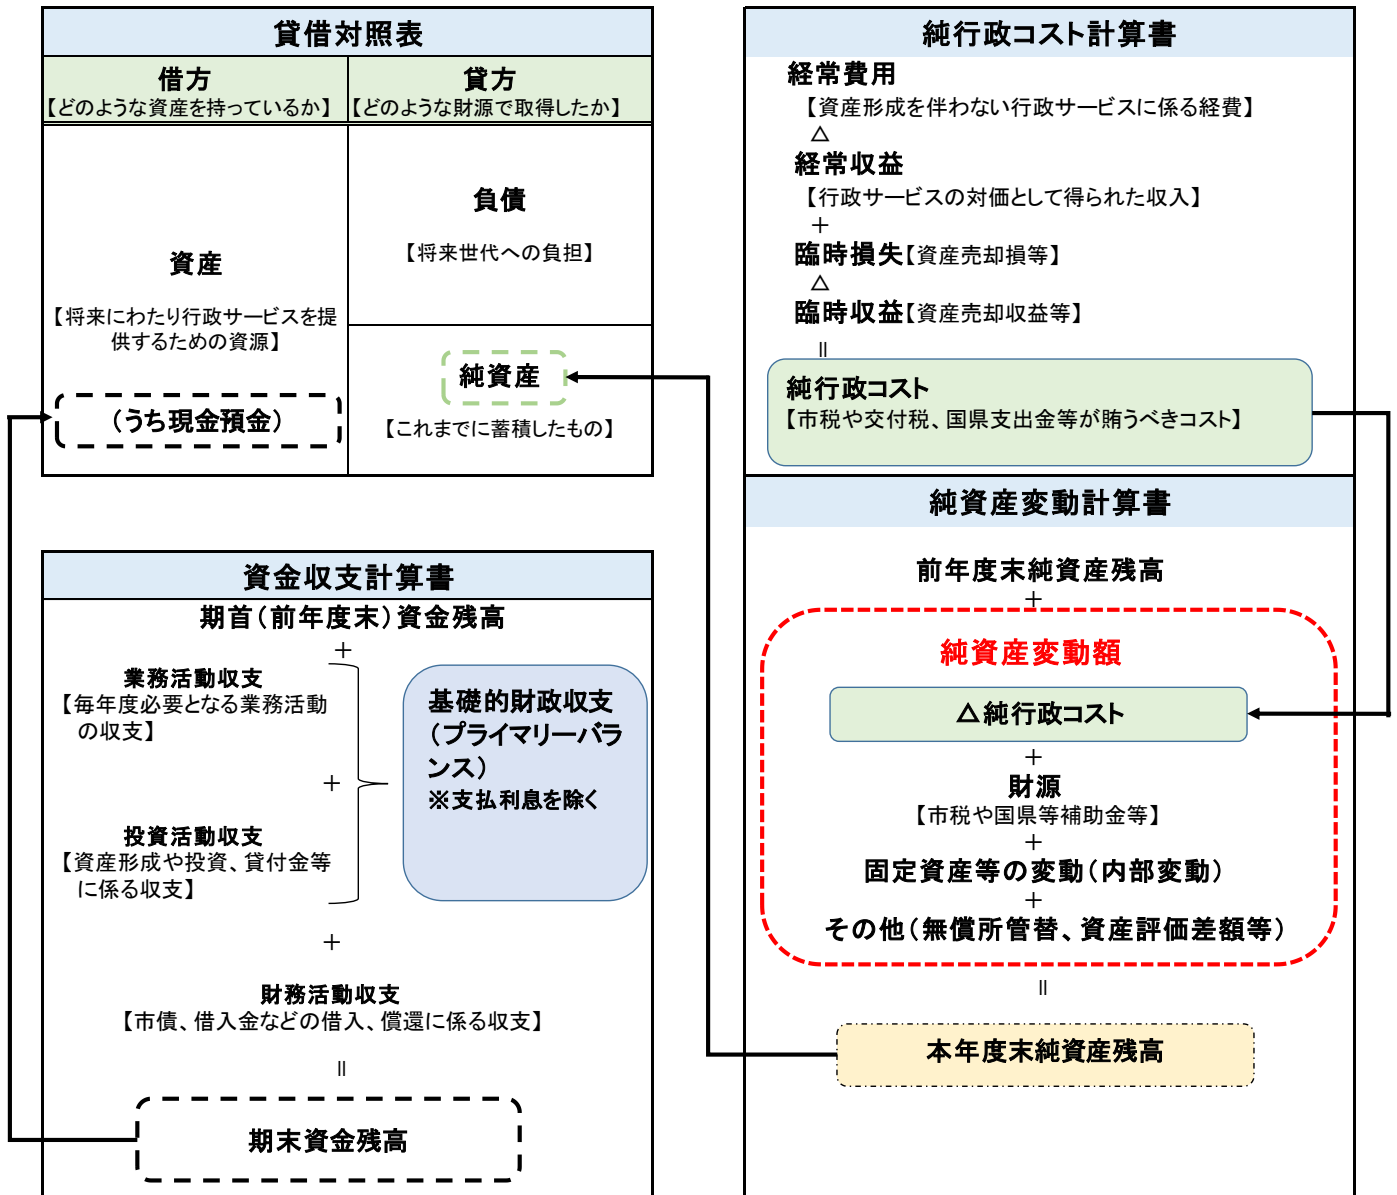 貸借対照表
借方
【どのような資産を持っているか】
貸方
【どのような財源で取得したか】
資産
【将来にわたり行政サービスを提
供するための資源】
(うち現金預金)
負債
【将来世代への負担】
純資産
【これまでに蓄積したもの】
純行政コスト計算書
経常費用
【資産形成を伴わない行政サービスに係る経費】
△
経常収益
【行政サービスの対価として得られた収入】
＋
臨時損失【資産売却損等】
△
臨時収益【資産売却収益等】
॥
純行政コスト
【市税や交付税、国県支出金等が賄うべきコスト】
純資産変動計算書
前年度末純資産残高
＋
純資産変動額
△純行政コスト
＋
財源
【市税や国県等補助金等】
＋
固定資産等の変動(内部変動)
＋
その他(無償所管替、資産評価差額等)
॥
本年度末純資産残高
資金収支計算書
期首(前年度末)資金残高
＋
業務活動収支
【毎年度必要となる業務活動
の収支】
＋
投資活動収支
【資産形成や投資、貸付金等
に係る収支】
基礎的財政収支
(プライマリーバラ
ンス)
※支払利息を除く
＋
財務活動収支
【市債、借入金などの借入、償還に係る収支】
॥
期末資金残高